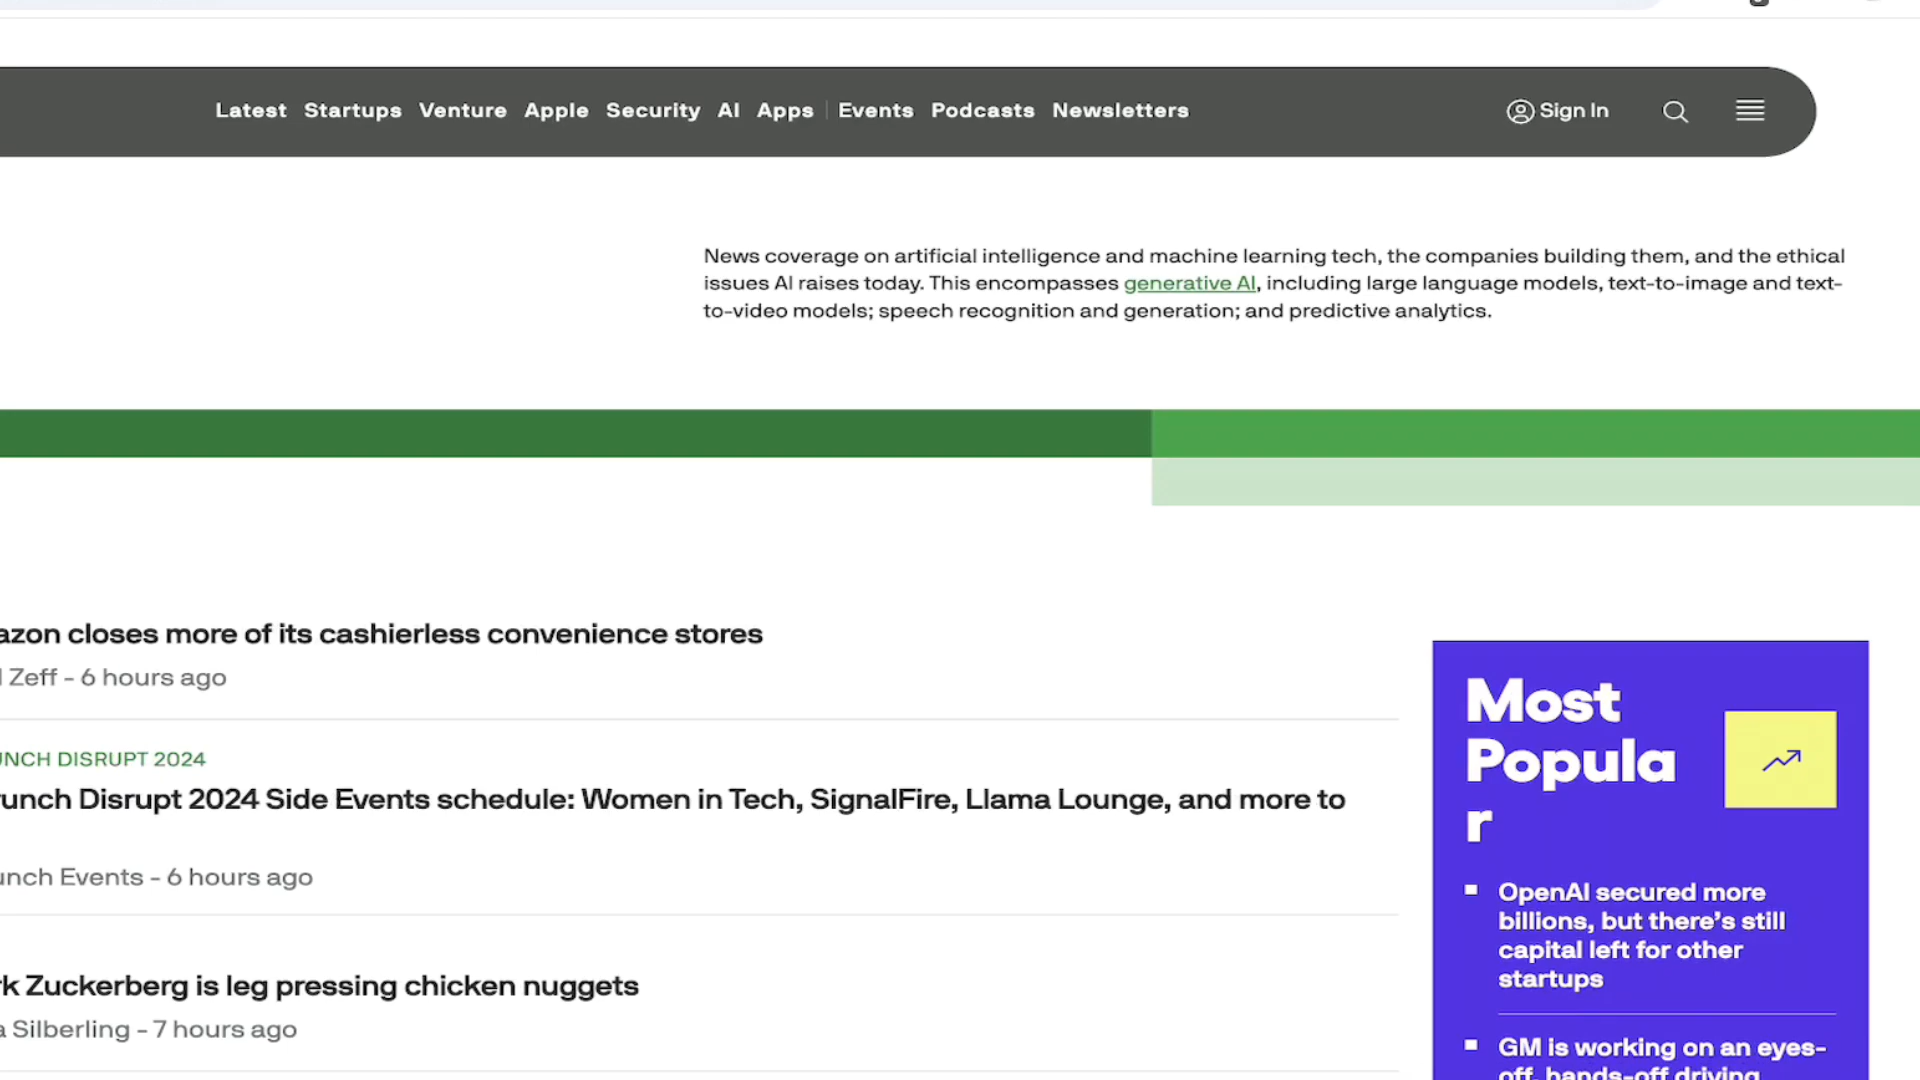 Latest Startups Venture Apple Security AI Apps Events Podcasts Newsletters Sign In
News coverage on artificial intelligence and machine learning tech, the companies building them, and the ethical
issues AI raises today. This encompasses generative AI, including large language models, text-to-image and text-
to-video models; speech recognition and generation; and predictive analytics.
azon closes more of its cashierless convenience stores
Zeff - 6 hours ago
NCH DISRUPT 2024
unch Disrupt 2024 Side Events schedule: Women in Tech, SignalFire, Llama Lounge, and more to
unch Events - 6 hours ago
rk Zuckerberg is leg pressing chicken nuggets
a Silberling - 7 hours ago
Most
Popula
r
OpenAI secured more
billions, but there's still
capital left for other
startups
GM is working on an eyes-
off, hands-off driving